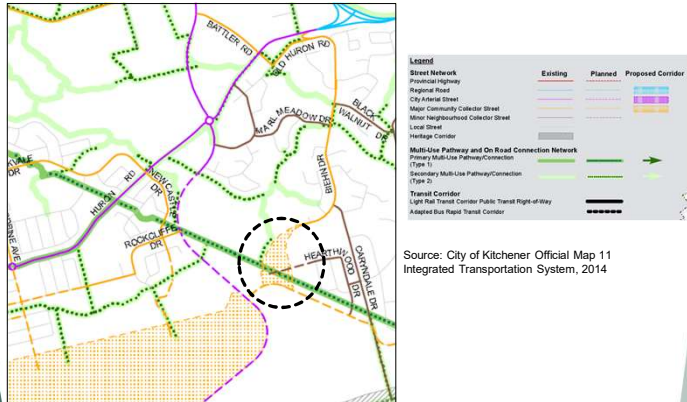 BATTLER RD
OLD HURON RD
BLACK
WALNUT DR
MARL MEADOW DR
BIEHN DR
DR
NEWCASTLE
DR
HURON RD
ROCKCLIFFE
DR
HEARTHWOOD DR
CARYNDALE DR
Legend
Street Network Existing Planned Proposed Corridor
Provincial Highway
Regional Road
City Arterial Street
Major Community Collector Street
Minor Neighbourhood Collector Street
Local Street
Heritage Corridor
Multi-Use Pathway and On Road Connection Network
Primary Multi-Use Pathway/Connection
(Type 1)
Secondary Multi-Use Pathway/Connection
(Type 2)
Transit Corridor
Light Rail Transit Corridor Public Transit Right-of-Way
Adapted Bus Rapid Transit Corridor
Source: City of Kitchener Official Map 11
Integrated Transportation System, 2014